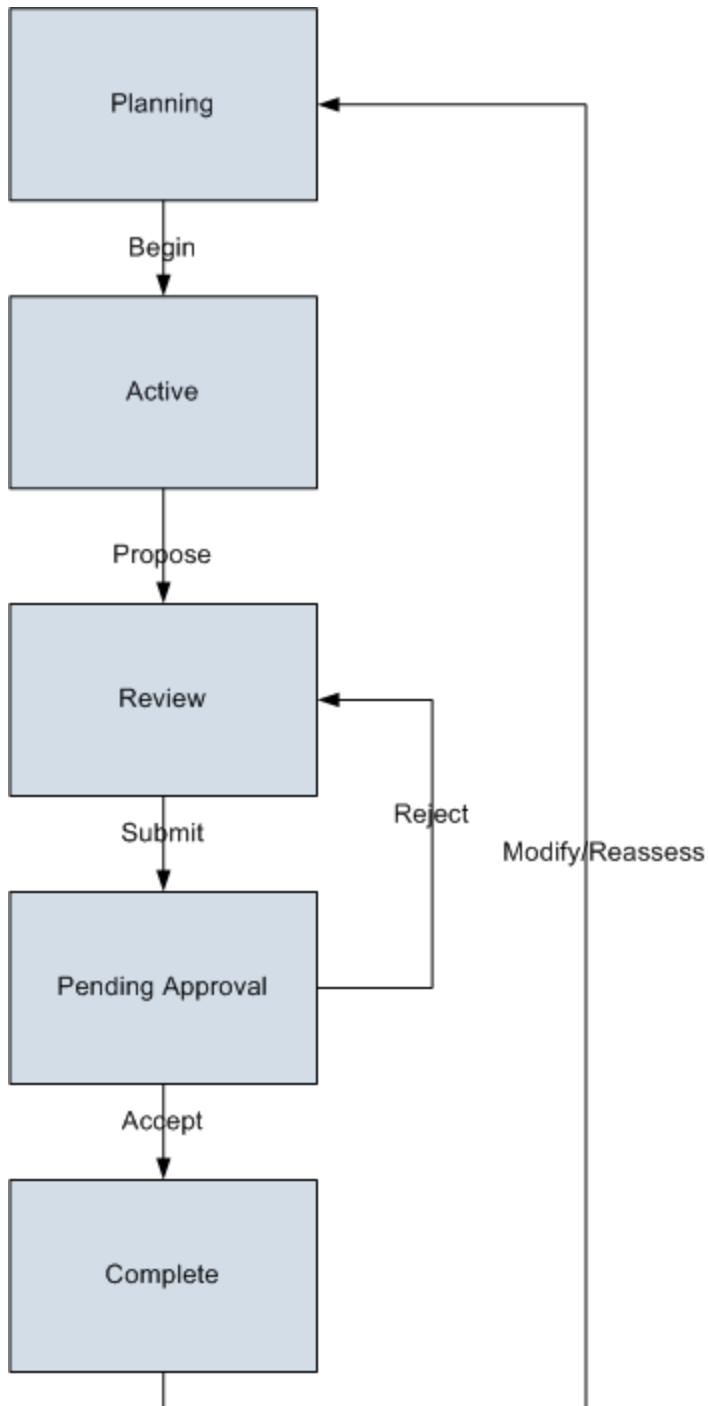 Planning
Begin
Active
Propose
Review
Submit
Reject
Modify/Reassess
Pending Approval
Accept
Complete